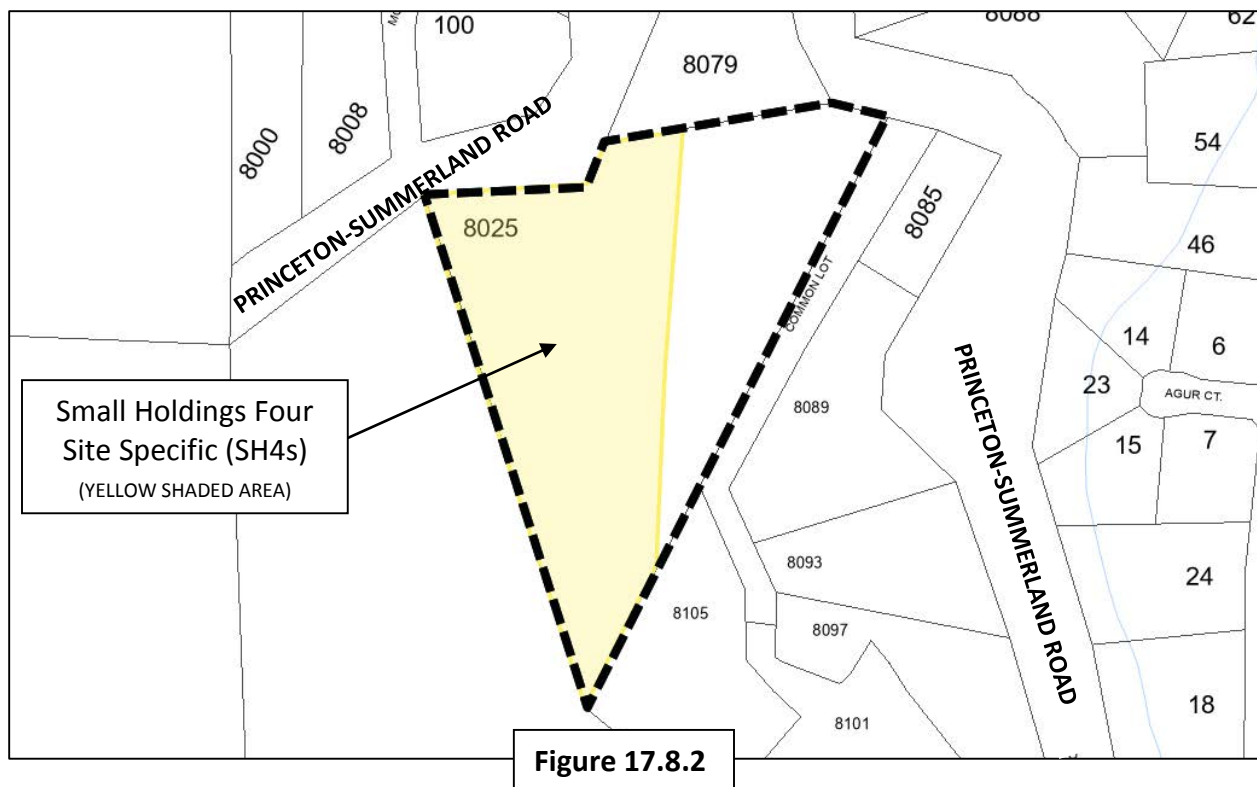 100
8079
8000
8008
PRINCETON-SUMMERLAND ROAD
54
8025
8085
46
COMMON LOT
14
6
23
AGUR CT.
Small Holdings Four
Site Specific (SH4s)
(YELLOW SHADED AREA)
8089
15
7
PRINCETON-SUMMERLAND ROAD
8093
24
8105
8097
18
8101
Figure 17.8.2